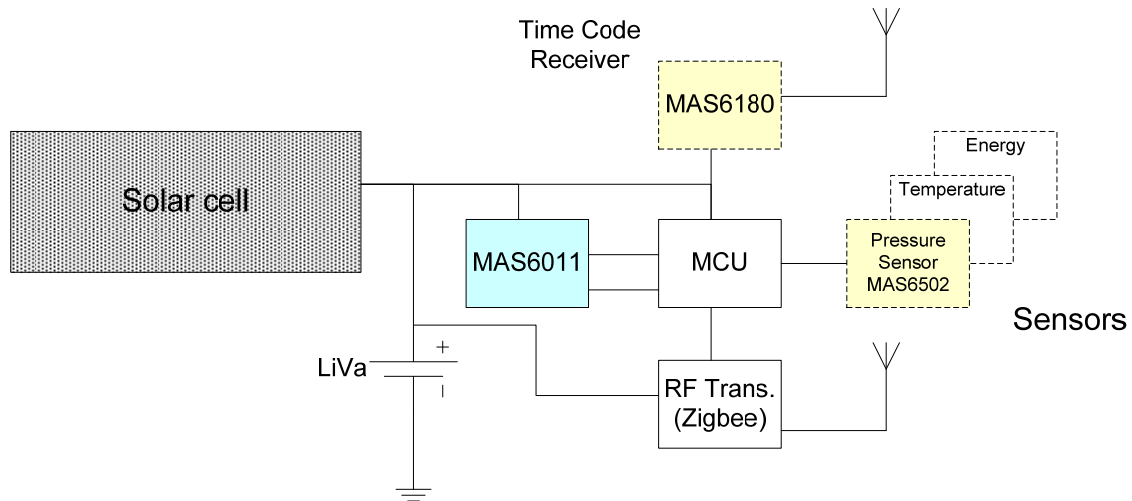 Time Code
Receiver
MAS6180
Energy
Solar cell
Temperature
MAS6011
MCU
Pressure
Sensor
MAS6502
Sensors
LiVa
+
-
RF Trans.
(Zigbee)